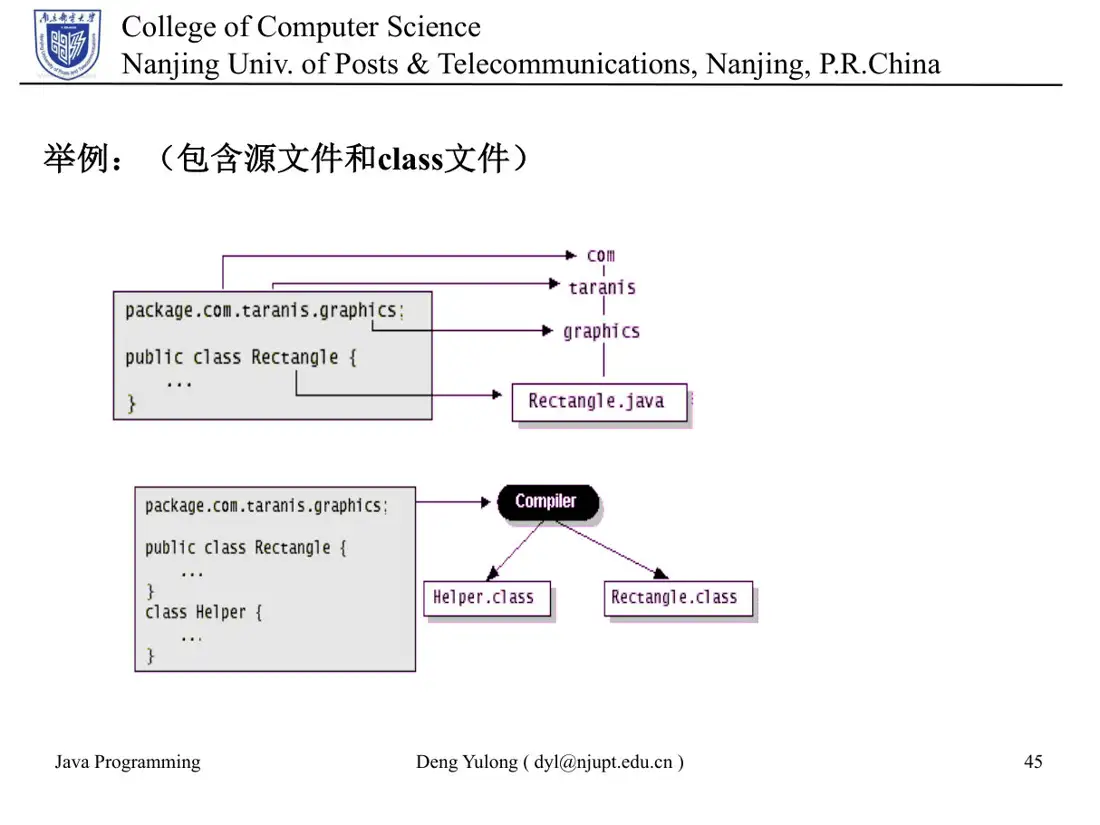 College of Computer Science
Nanjing Univ. of Posts & Telecommunications, Nanjing, P.R.China
举例：（包含源文件和class文件）
package.com.taranis.graphics;
public class Rectangle {
...
}
com
taranis
graphics
Rectangle.java
package.com.taranis.graphics;
public class Rectangle {
...
}
class Helper {
...
}
Compiler
Helper.class
Rectangle.class
Java Programming
Deng Yulong ( dyl@njupt.edu.cn )
45